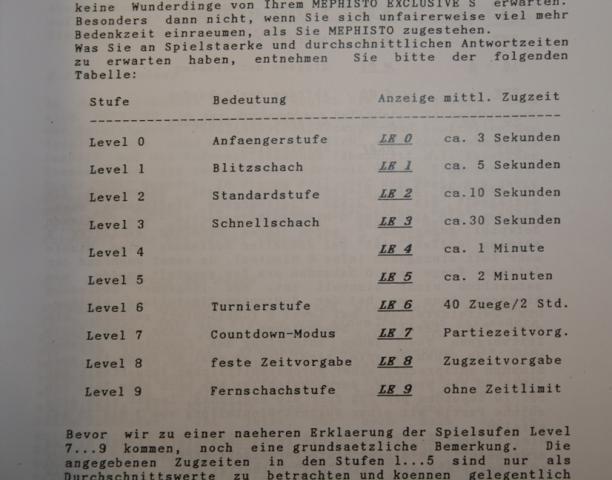 keine Wunderdinge von Ihrem MEPHISTO EXCLUSIVE S erwarten.
Besonders dann nicht, wenn Sie sich unfairerweise viel mehr
Bedenkzeit einraeumen, als Sie MEPHISTO zugestehen.
Was Sie an Spielstaerke und durchschnittlichen Antwortzeiten
zu erwarten haben, entnehmen Sie bitte der folgenden
Tabelle:
Stufe Bedeutung Anzeige mittl. Zugzeit
Level 0 Anfaengerstufe LE 0 ca. 3 Sekunden
Level 1 Blitzschach LE 1 ca. 5 Sekunden
Level 2 Standardstufe LE 2 ca.10 Sekunden
Level 3 Schnellschach LE 3 ca.30 Sekunden
Level 4 LE 4 ca. 1 Minute
Level 5 LE 5 ca. 2 Minuten
Level 6 Turnierstufe LE 6 40 Zuege/2 Std.
Level 7 Countdown-Modus LE 7 Partiezeitvorg.
Level 8 feste Zeitvorgabe LE 8 Zugzeitvorgabe
Level 9 Fernschachstufe LE 9 ohne Zeitlimit
Bevor wir zu einer naeheren Erklaerung der Spielsufen Level
7...9 kommen, noch eine grundsaetzliche Bemerkung. Die
angegebenen Zugzeiten in den Stufen 1...5 sind nur als
Durchschnittswerte zu betrachten und koennen gelegentlich